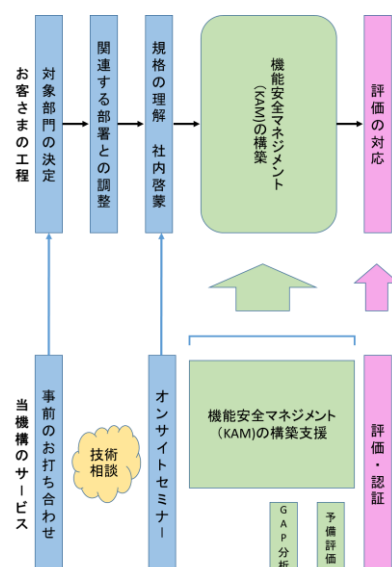 お客さまの工程
対象部門の決定
関連する部署との調整
規格の理解 社内啓蒙
機能安全マネジメント
(KAM)の構築
評価の対応
当機構のサービス
事前のお打ち合わせ
技術
相談
オンサイトセミナー
機能安全マネジメント
(KAM)の構築支援
評価・認証
GAP分析
予備評価